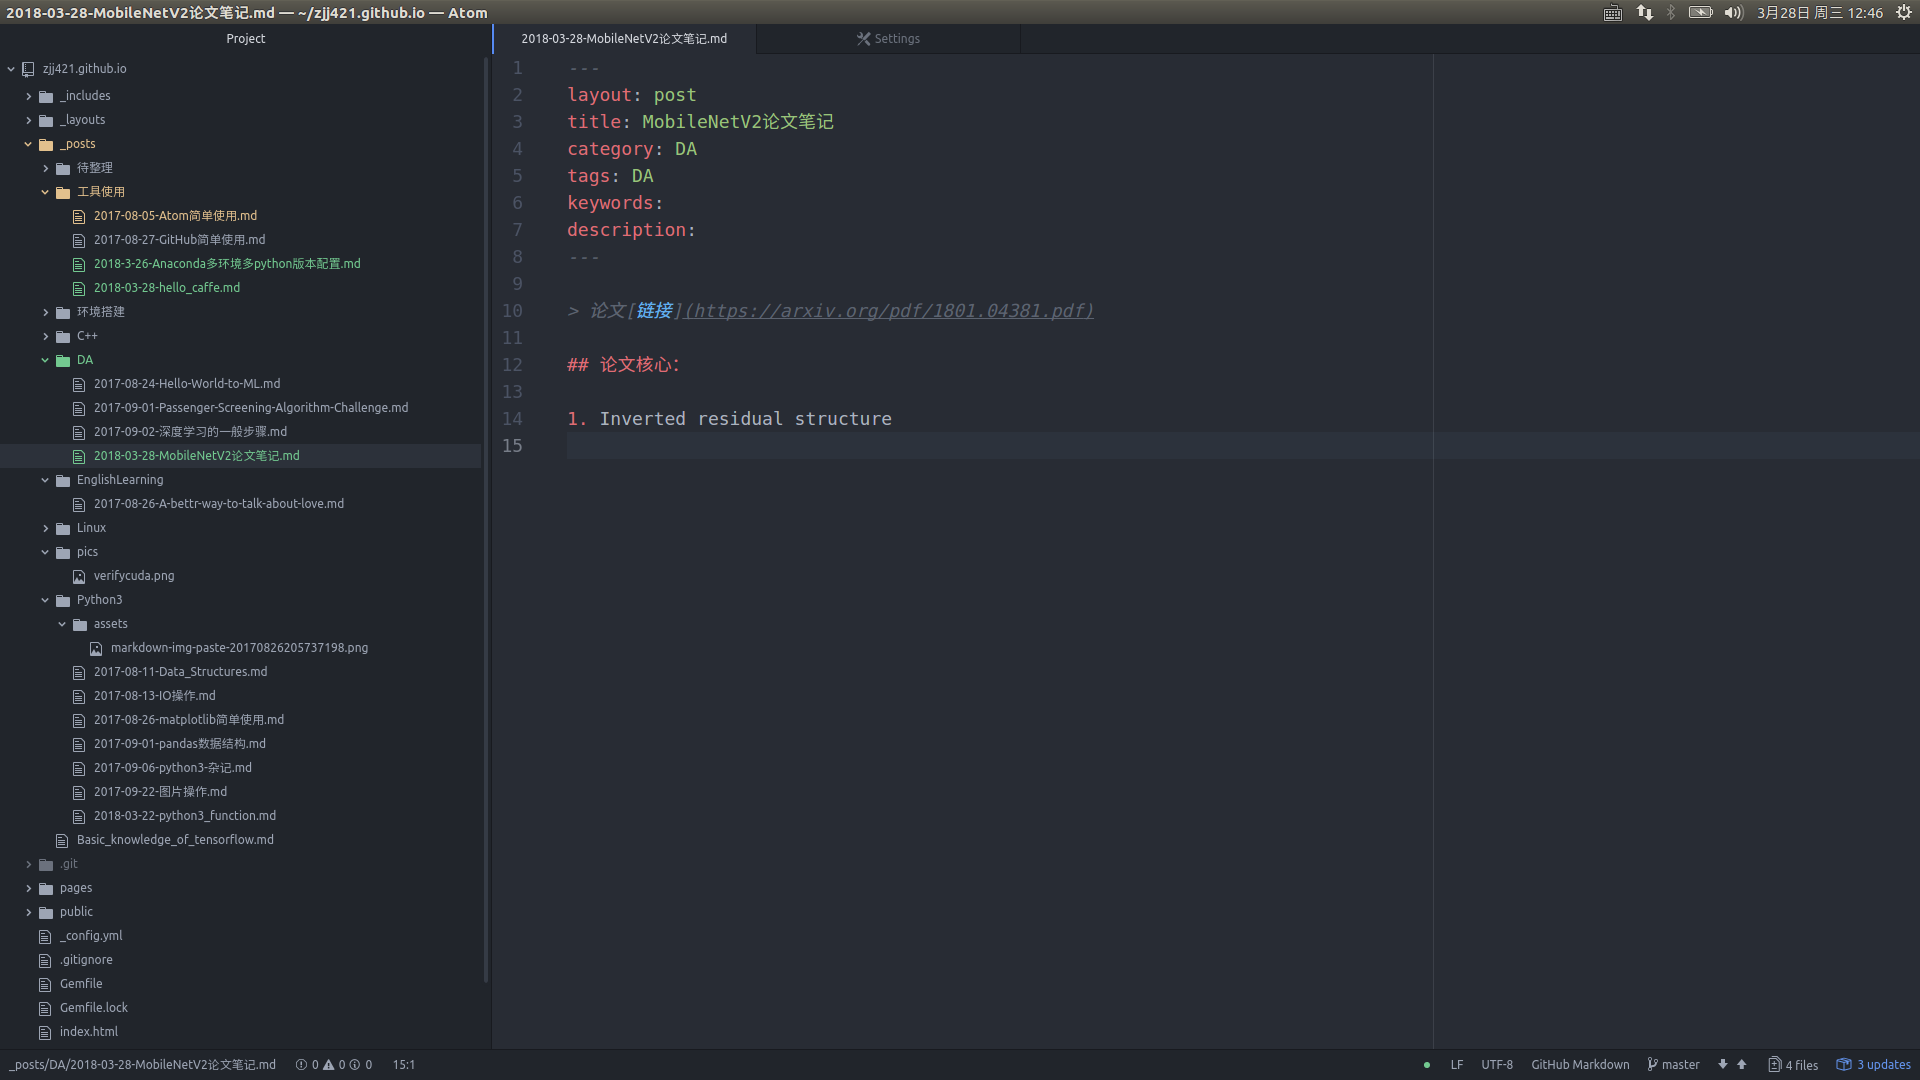 2018-03-28-MobileNetV2论文笔记.md — ~/zjj421.github.io — Atom
3月28日 周三 12:46
Project
zjj421.github.io
_includes
_layouts
_posts
待整理
工具使用
2017-08-05-Atom简单使用.md
2017-08-27-GitHub简单使用.md
2018-3-26-Anaconda多环境多python版本配置.md
2018-03-28-hello_caffe.md
环境搭建
C++
DA
2017-08-24-Hello-World-to-ML.md
2017-09-01-Passenger-Screening-Algorithm-Challenge.md
2017-09-02-深度学习的一般步骤.md
2018-03-28-MobileNetV2论文笔记.md
EnglishLearning
2017-08-26-A-bettr-way-to-talk-about-love.md
Linux
pics
verifycuda.png
Python3
assets
markdown-img-paste-20170826205737198.png
2017-08-11-Data_Structures.md
2017-08-13-IO操作.md
2017-08-26-matplotlib简单使用.md
2017-09-01-pandas数据结构.md
2017-09-06-python3-杂记.md
2017-09-22-图片操作.md
2018-03-22-python3_function.md
Basic_knowledge_of_tensorflow.md
.git
pages
public
_config.yml
.gitignore
Gemfile
Gemfile.lock
index.html
2018-03-28-MobileNetV2论文笔记.md
Settings
1 ---
2 layout: post
3 title: MobileNetV2论文笔记
4 category: DA
5 tags: DA
6 keywords:
7 description:
8 ---
9
10 > 论文[链接](https://arxiv.org/pdf/1801.04381.pdf)
11
12 ## 论文核心：
13
14 1. Inverted residual structure
15
_posts/DA/2018-03-28-MobileNetV2论文笔记.md 0 0 0 15:1
LF UTF-8 GitHub Markdown master 4 files 3 updates